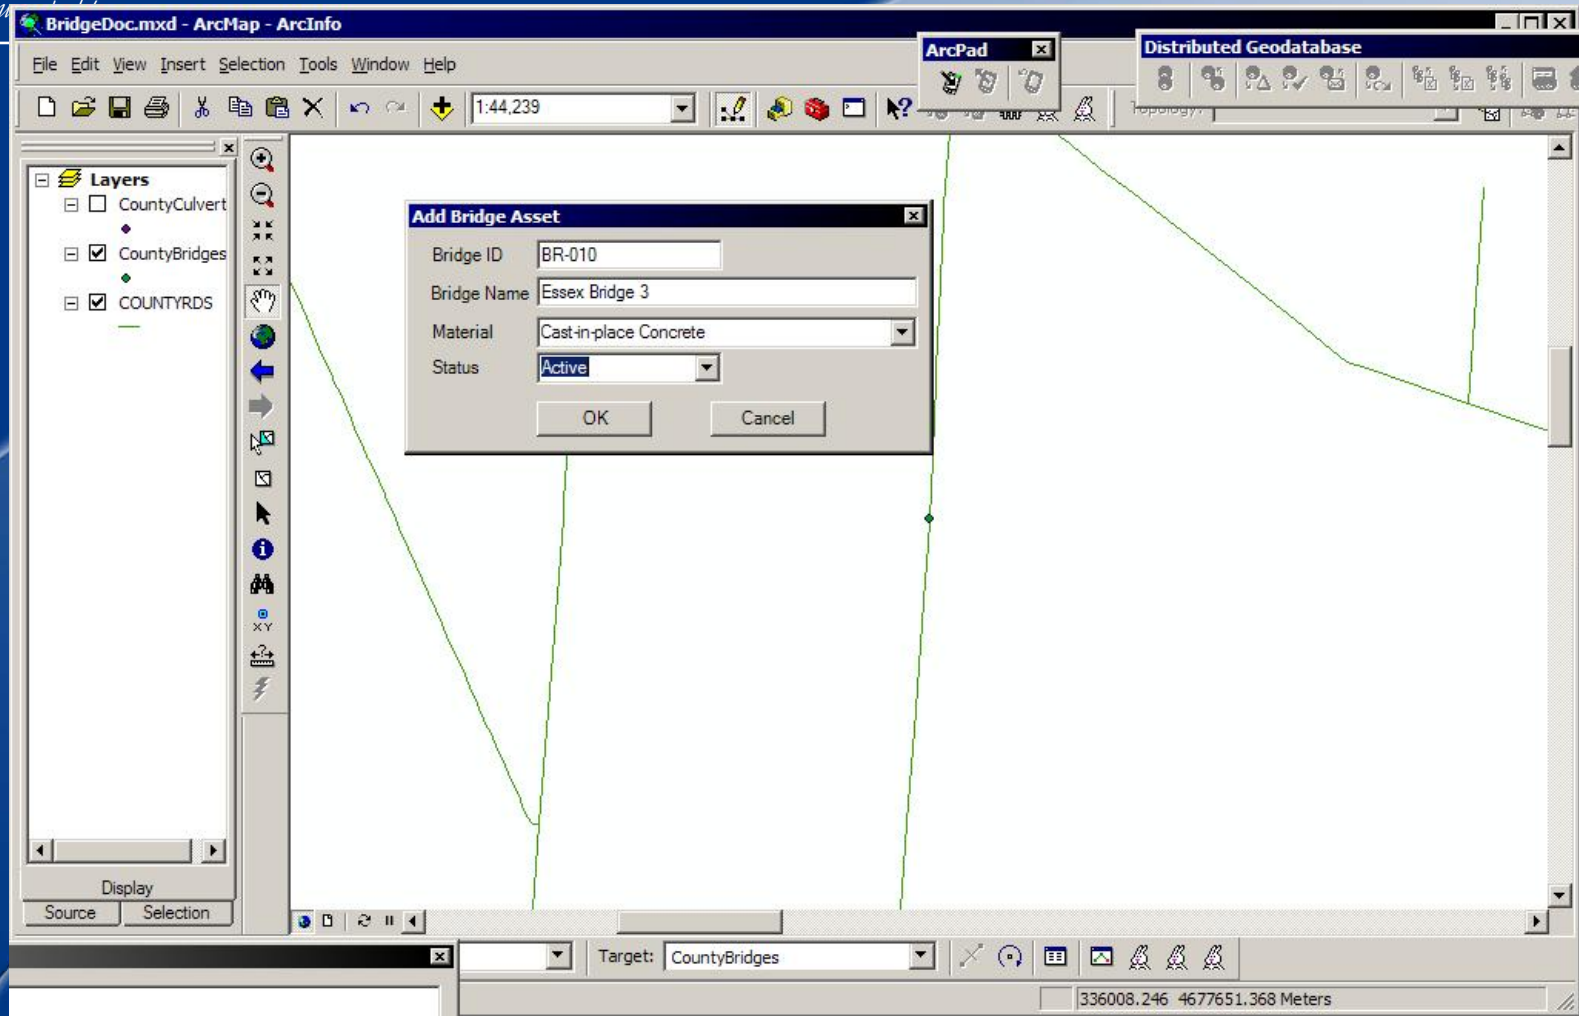 BridgeDoc.mxd - ArcMap - ArcInfo
File Edit View Insert Selection Tools Window Help
ArcPad
Distributed Geodatabase
1:44,239
Topology:
Layers
CountyCulvert
CountyBridges
COUNTYRDS
Add Bridge Asset
Bridge ID BR-010
Bridge Name Essex Bridge 3
Material Cast-in-place Concrete
Status Active
OK Cancel
XY
Display
Source Selection
Target: CountyBridges
336008.246 4677651.368 Meters